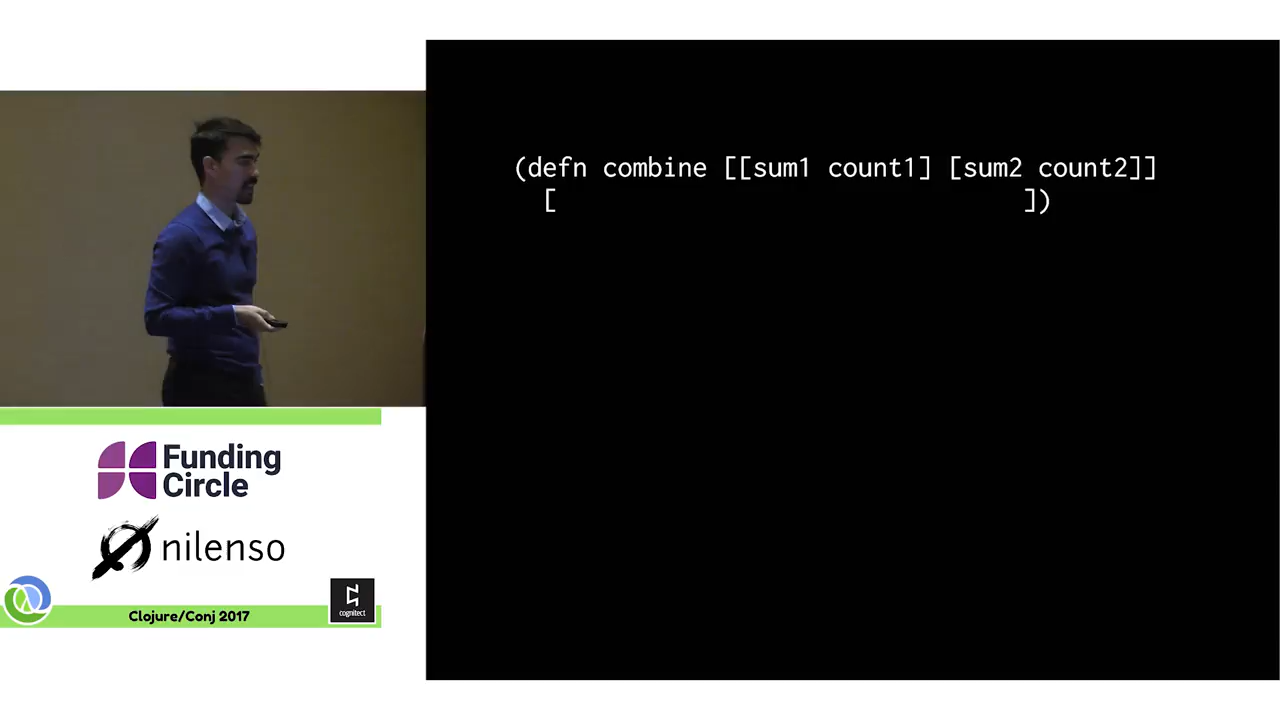 (defn combine [[sum1 count1] [sum2 count2]]
  [                               ])
Funding
Circle
nilenso
cognitect
Clojure/Conj 2017